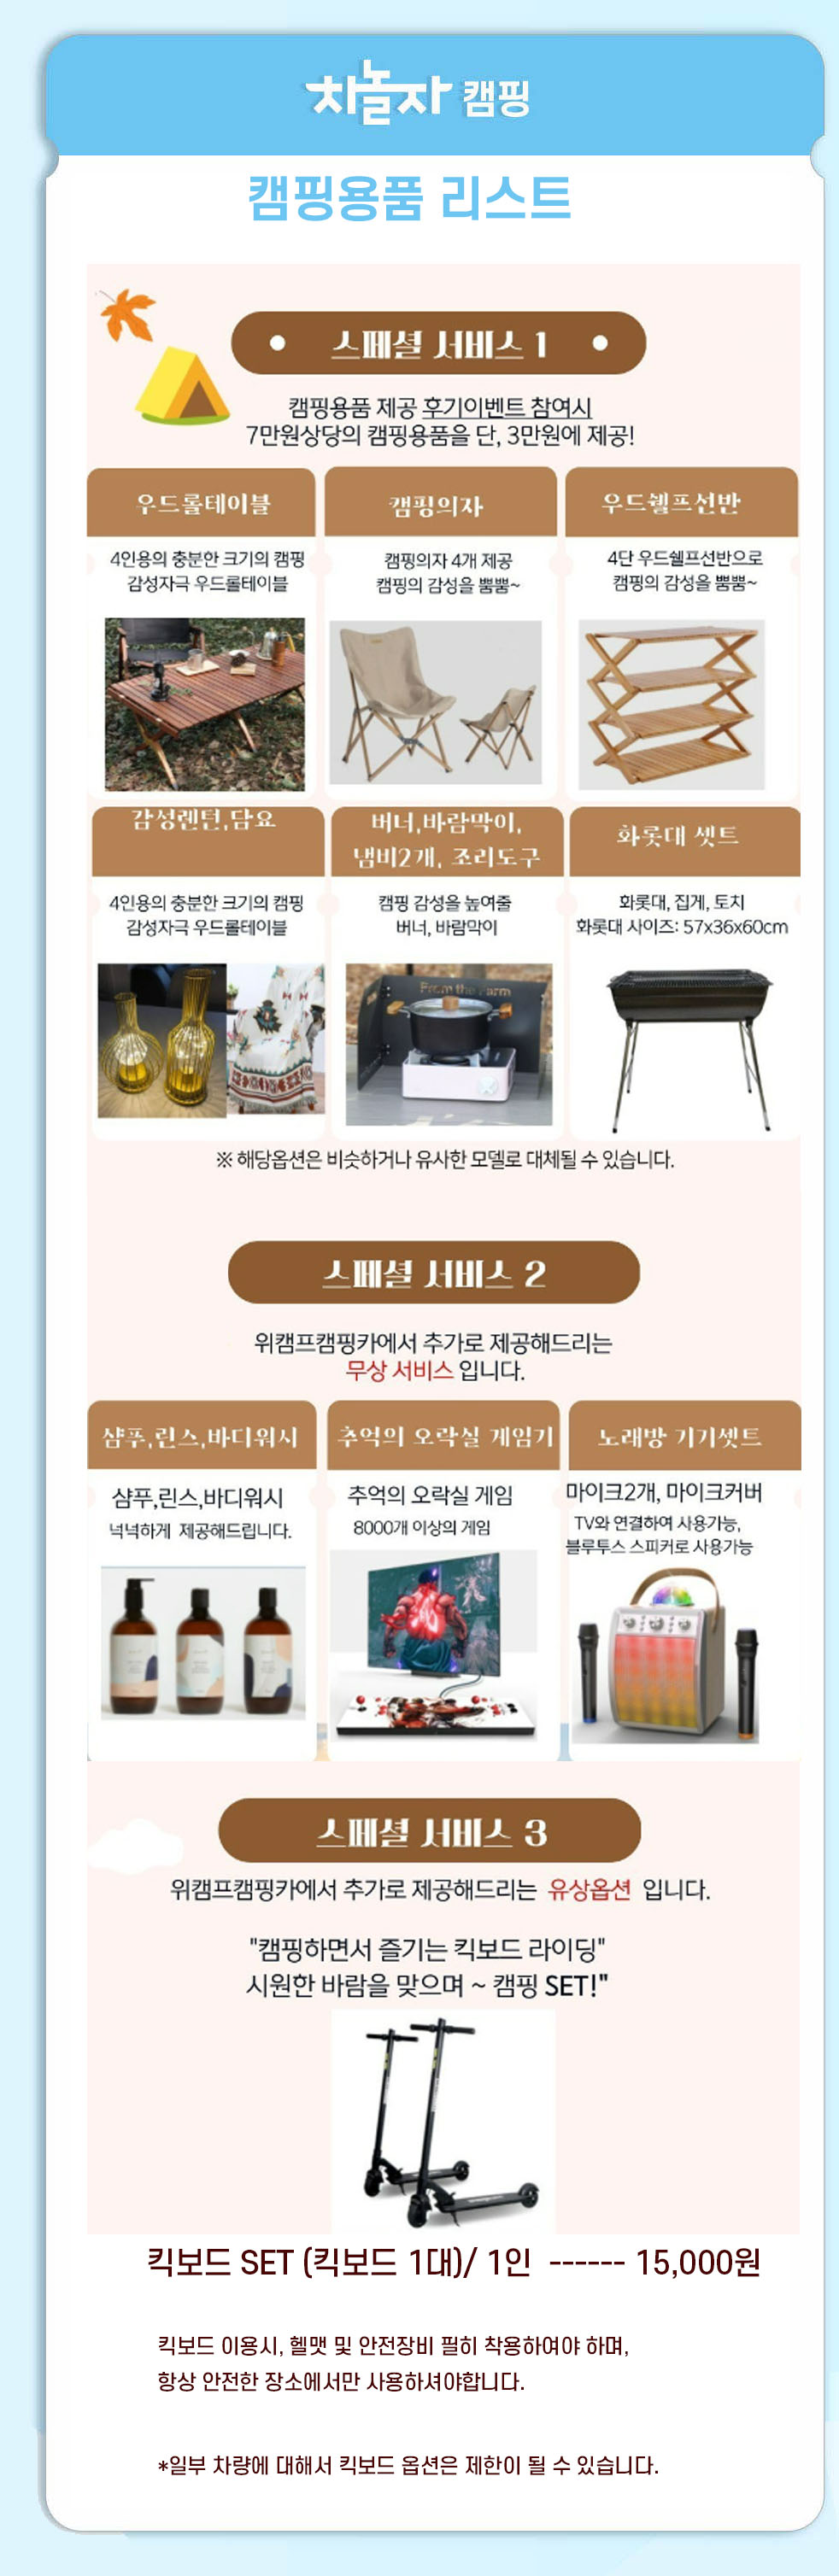 차놀자 캠핑
캠핑용품 리스트
스페셜 서비스 1
캠핑용품 제공 후기이벤트 참여시
7만원상당의 캠핑용품을 단, 3만원에 제공!
우드롤테이블
캠핑의자
우드쉘프선반
4인용의 충분한 크기의 캠핑
감성자극 우드롤테이블
캠핑의자 4개 제공
캠핑의 감성을 뿜뿜~
4단 우드쉘프선반으로
캠핑의 감성을 뿜뿜~
감성렌턴,담요
버너,바람막이,
냄비2개, 조리도구
화롯대 셋트
4인용의 충분한 크기의 캠핑
감성자극 우드롤테이블
캠핑 감성을 높여줄
버너, 바람막이
화롯대, 집게, 토치
화롯대 사이즈: 57x36x60cm
From the Farm
※ 해당옵션은 비슷하거나 유사한 모델로 대체될 수 있습니다.
스페셜 서비스 2
위캠프캠핑카에서 추가로 제공해드리는
무상 서비스 입니다.
샴푸,린스,바디워시
추억의 오락실 게임기
노래방 기기셋트
샴푸,린스,바디워시
넉넉하게 제공해드립니다.
추억의 오락실 게임
8000개 이상의 게임
마이크2개, 마이크커버
TV와 연결하여 사용가능,
블루투스 스피커로 사용가능
스페셜 서비스 3
위캠프캠핑카에서 추가로 제공해드리는 유상옵션 입니다.
"캠핑하면서 즐기는 킥보드 라이딩"
시원한 바람을 맞으며 ~ 캠핑 SET!"
킥보드 SET (킥보드 1대)/ 1인 ------ 15,000원
킥보드 이용시, 헬맷 및 안전장비 필히 착용하여야 하며,
항상 안전한 장소에서만 사용하셔야합니다.
*일부 차량에 대해서 킥보드 옵션은 제한이 될 수 있습니다.